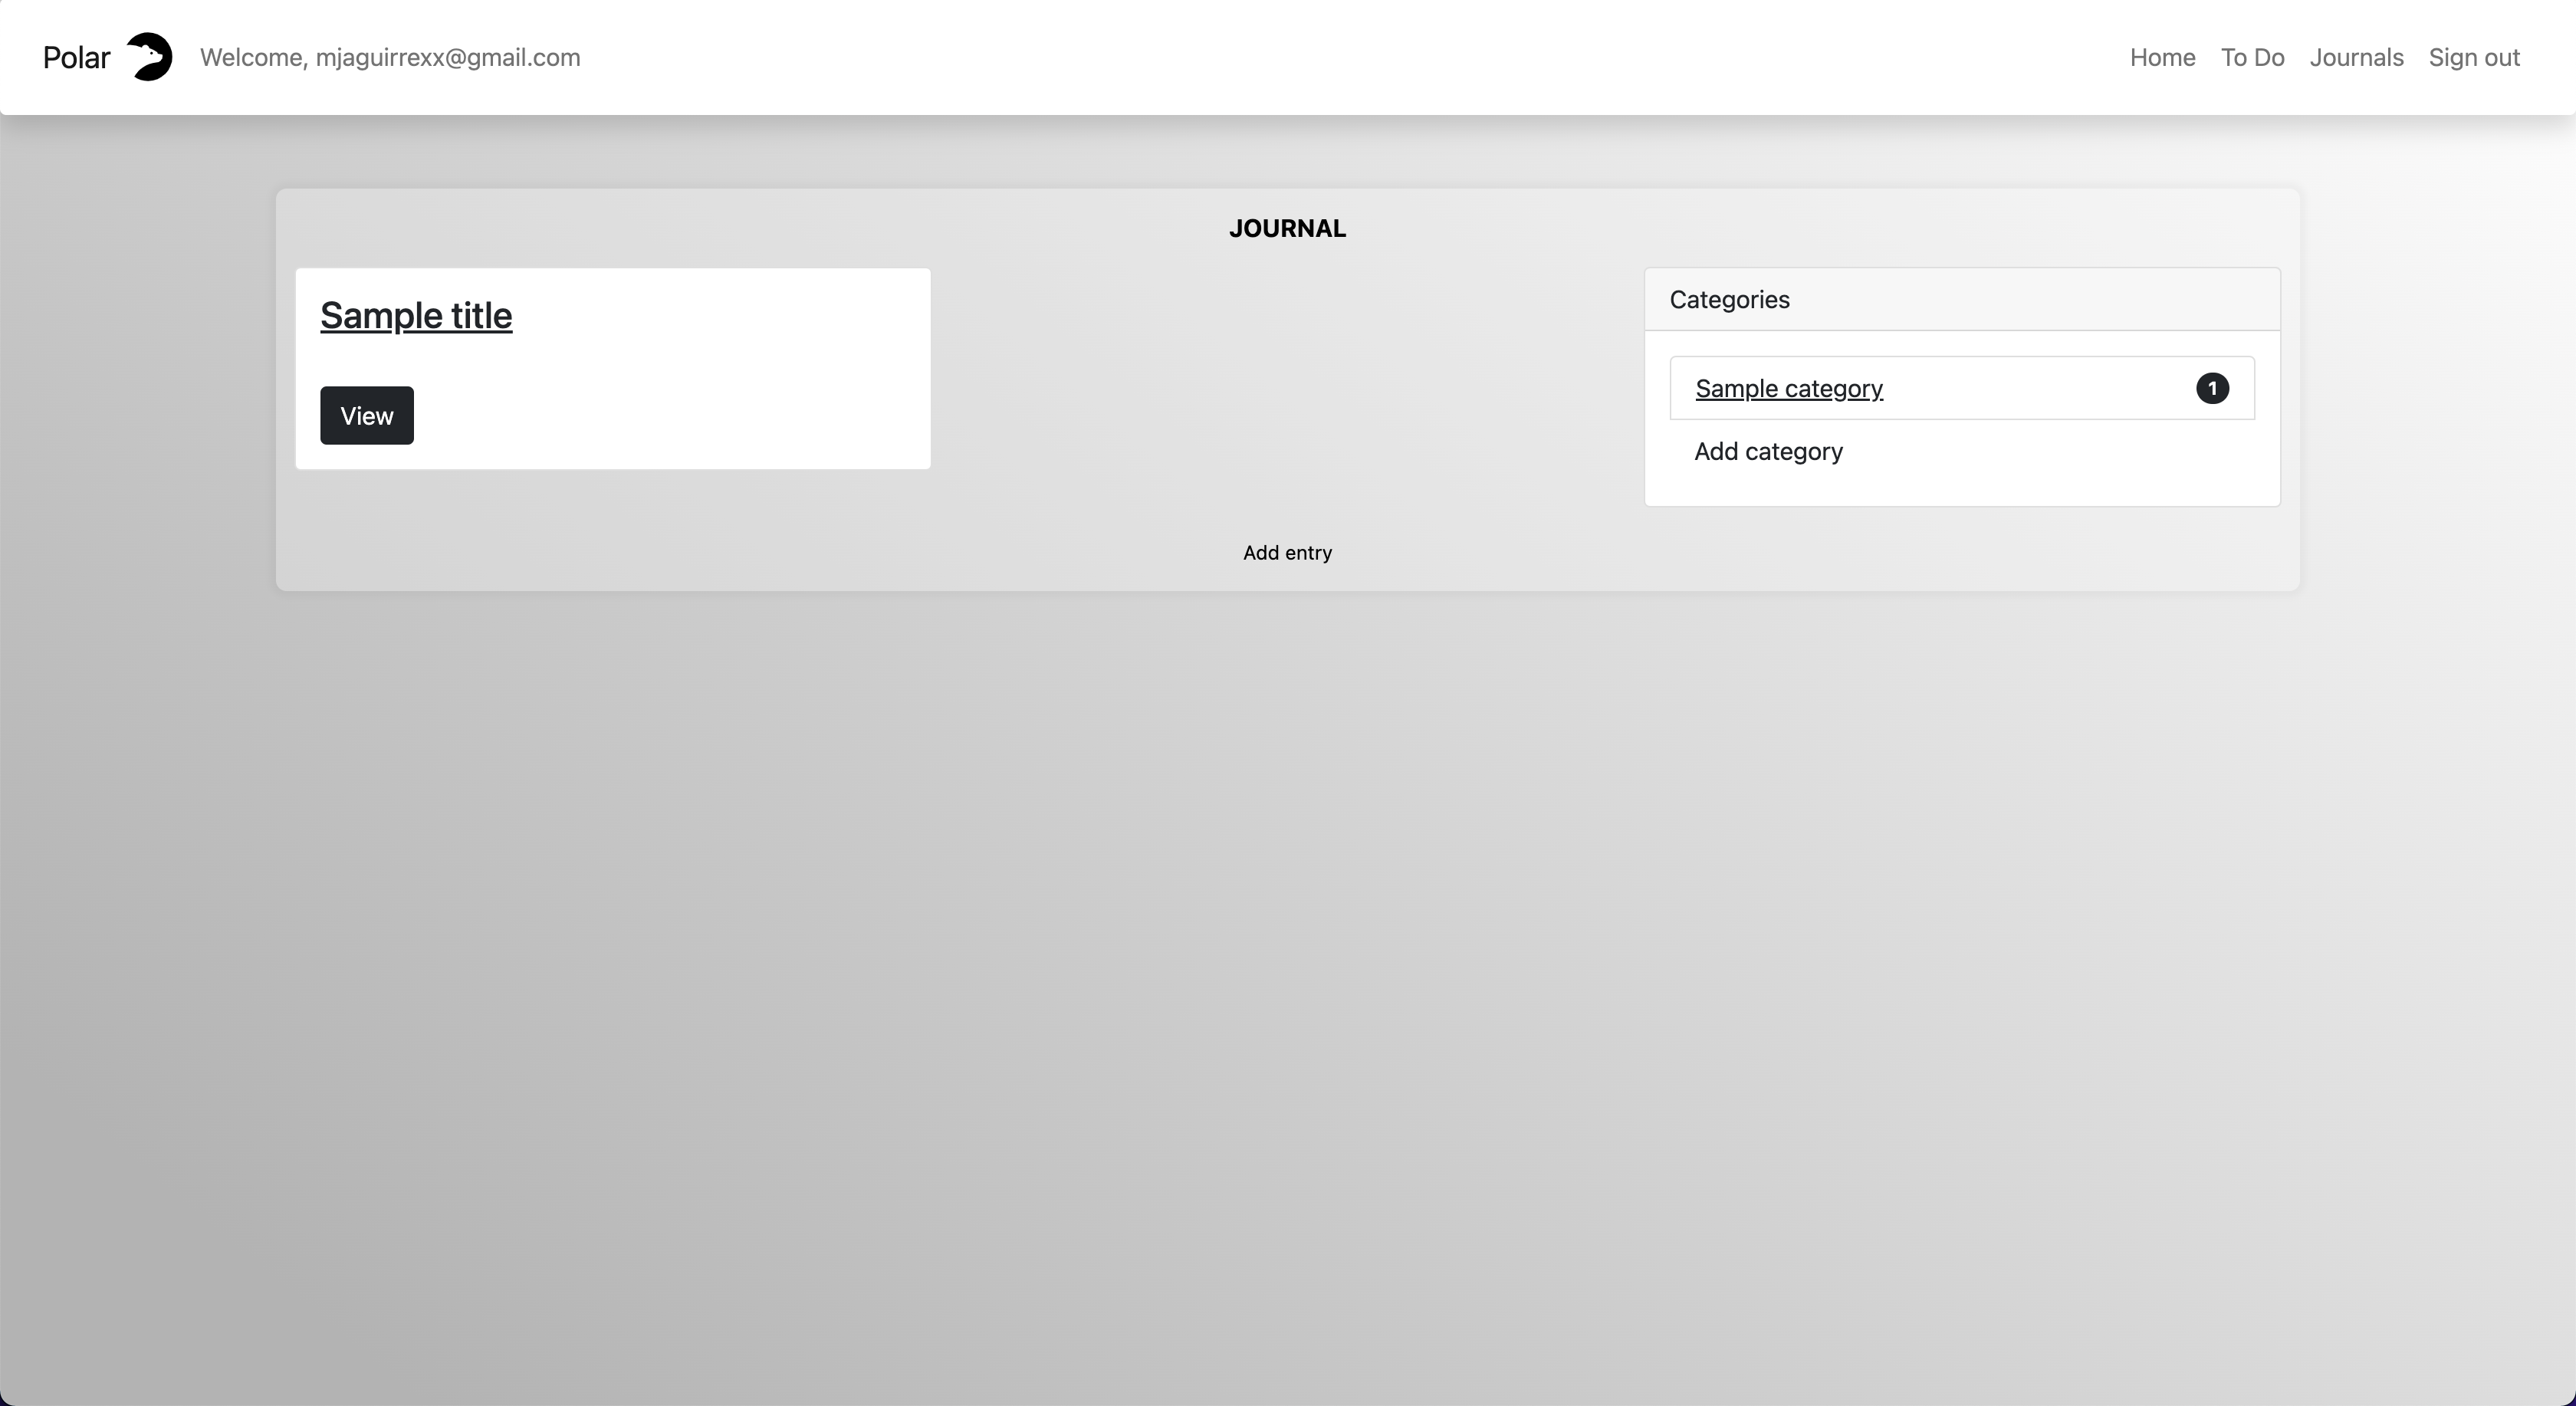 Polar Welcome, mjaguirrexx@gmail.com Home To Do Journals Sign out
JOURNAL
Sample title
View
Categories
Sample category 1
Add category
Add entry